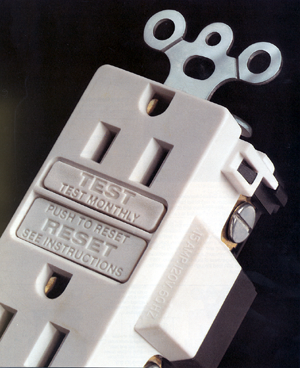 TEST
TEST MONTHLY
PUSH TO RESET
RESET
SEE INSTRUCTIONS